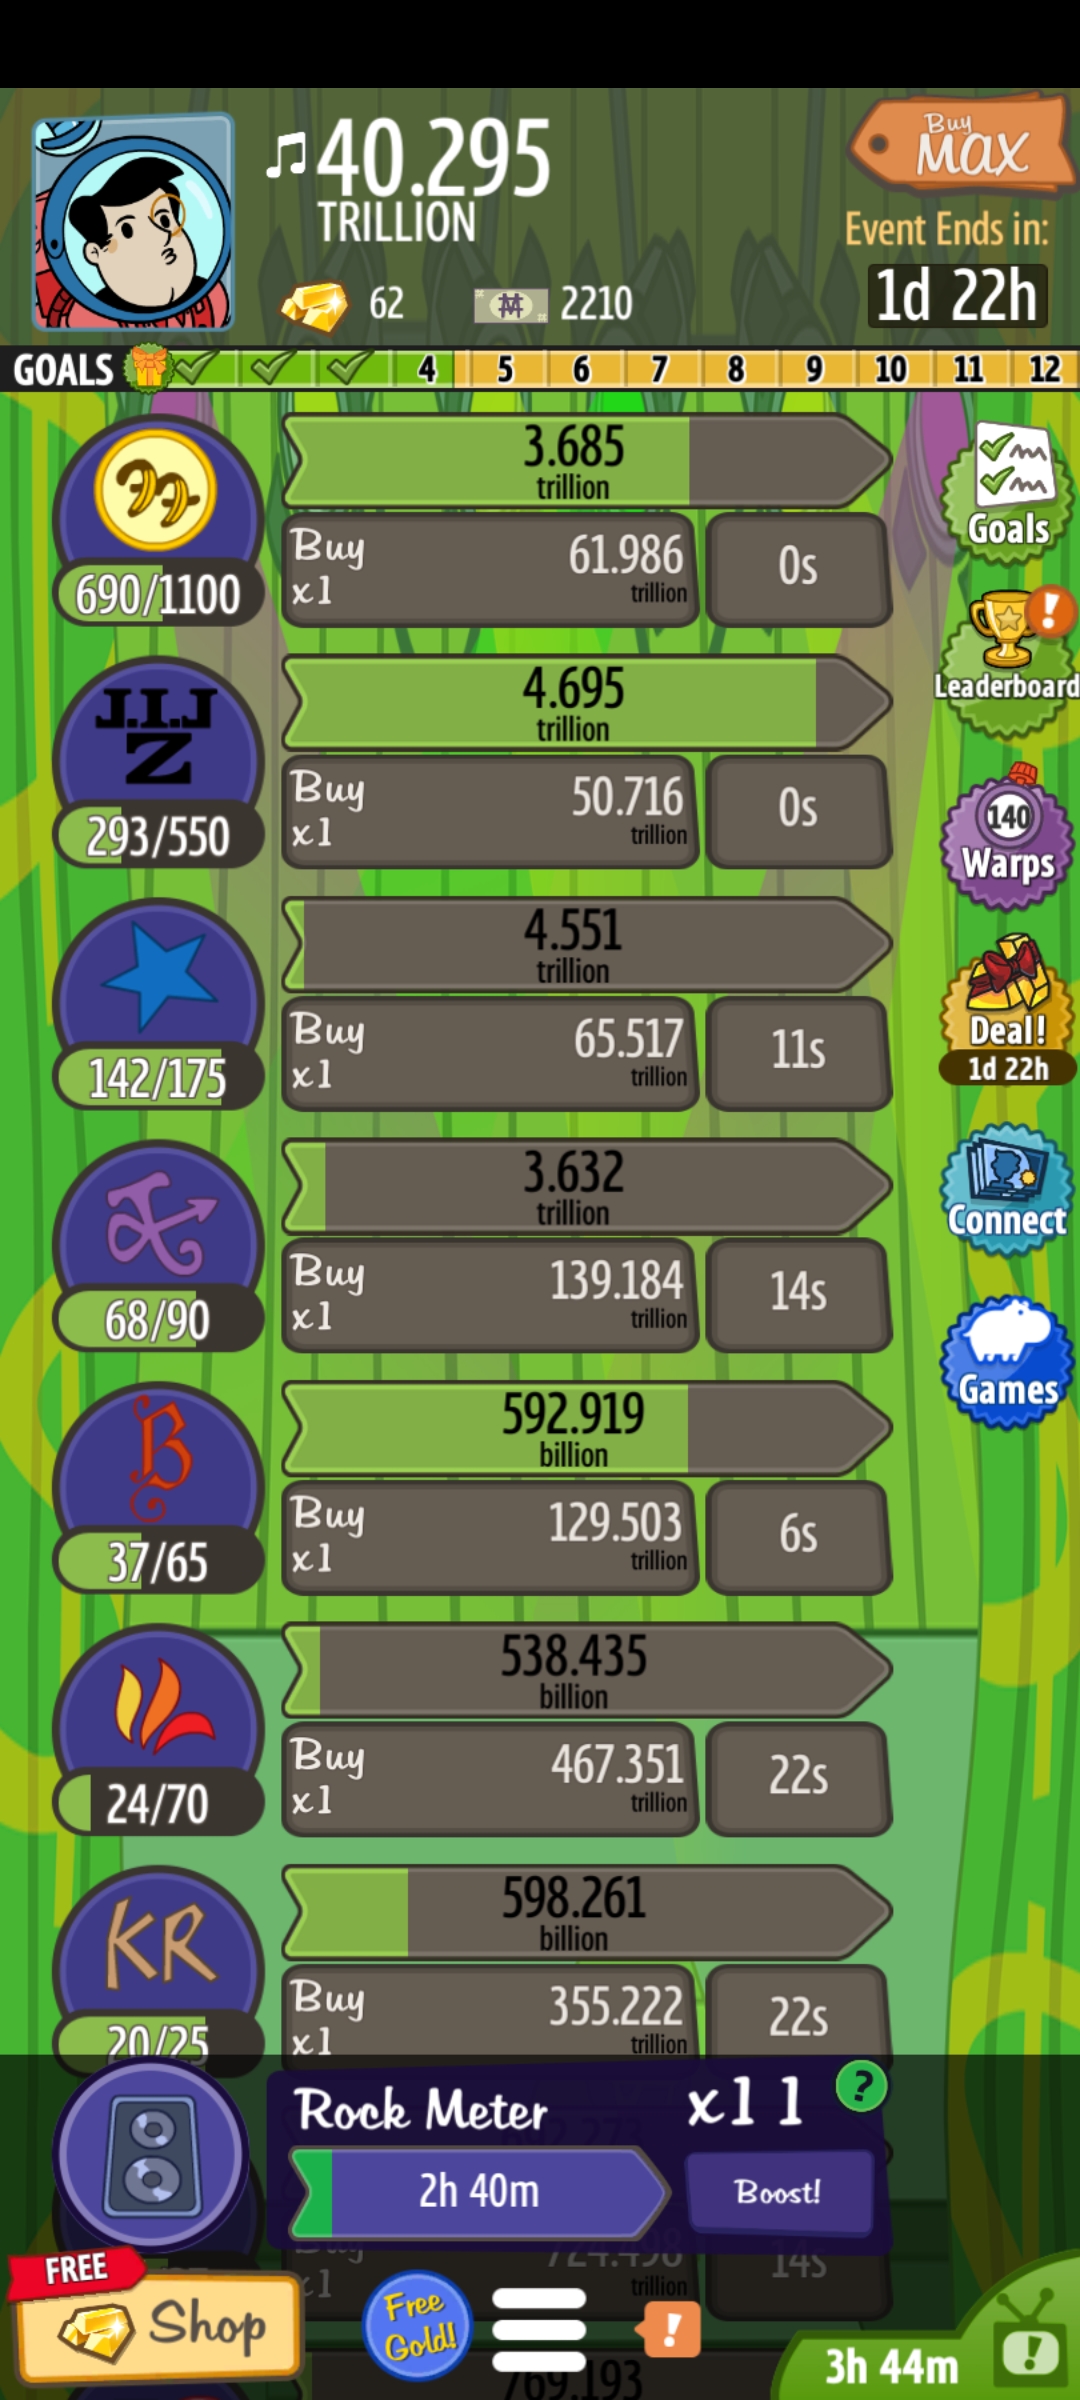 40.295
TRILLION
Buy
MAX
Event Ends in:
1d 22h
62
2210
GOALS
4 5 6 7 8 9 10 11 12
3.685
trillion
690/1100
Buy
x1
61.986
trillion
0s
Goals
J.I.J
Z
4.695
trillion
293/550
Buy
x1
50.716
trillion
0s
Leaderboard
140
Warps
4.551
trillion
142/175
Buy
x1
65.517
trillion
11s
Deal!
1d 22h
3.632
trillion
68/90
Buy
x1
139.184
trillion
14s
Connect
B
592.919
billion
37/65
Buy
x1
129.503
trillion
6s
Games
538.435
billion
24/70
Buy
x1
467.351
trillion
22s
KR
598.261
billion
20/25
Buy
x1
355.222
trillion
22s
Rock Meter
x11
?
2h 40m
Boost!
Buy
x1
724.498
trillion
14s
FREE
Shop
Free
Gold!
!
769.193
3h 44m